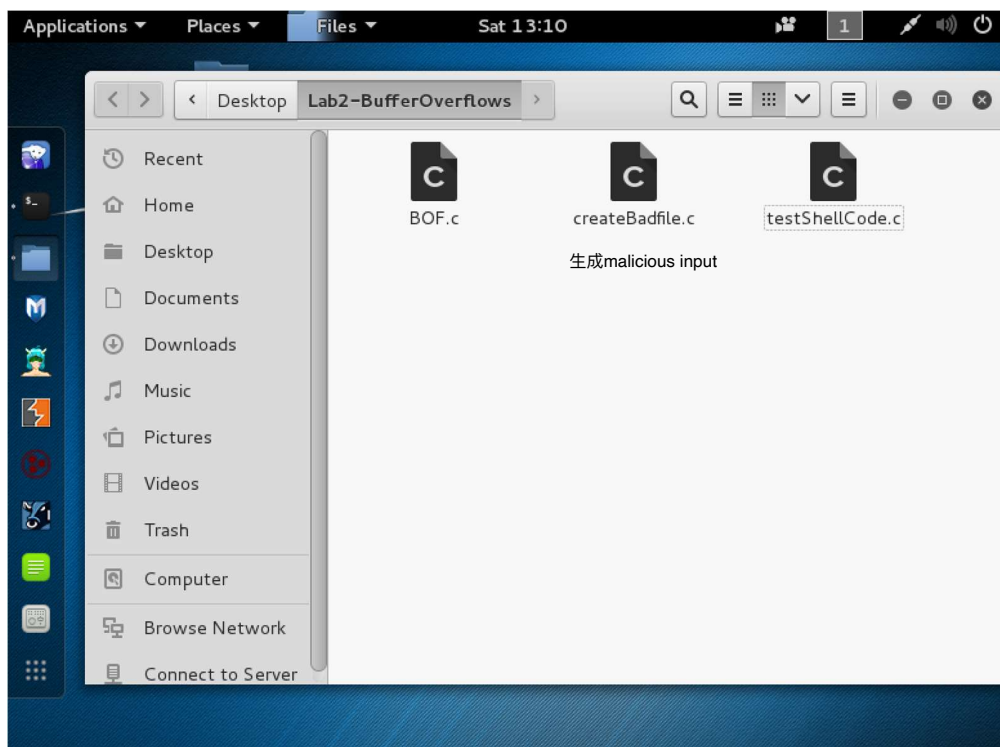 Applications Places Files Sat 13:10 1
Desktop Lab2-BufferOverflows
Recent
Home
Desktop
Documents
Downloads
Music
Pictures
Videos
Trash
Computer
Browse Network
Connect to Server
C C C
BOF.c createBadfile.c testShellCode.c
生成malicious input